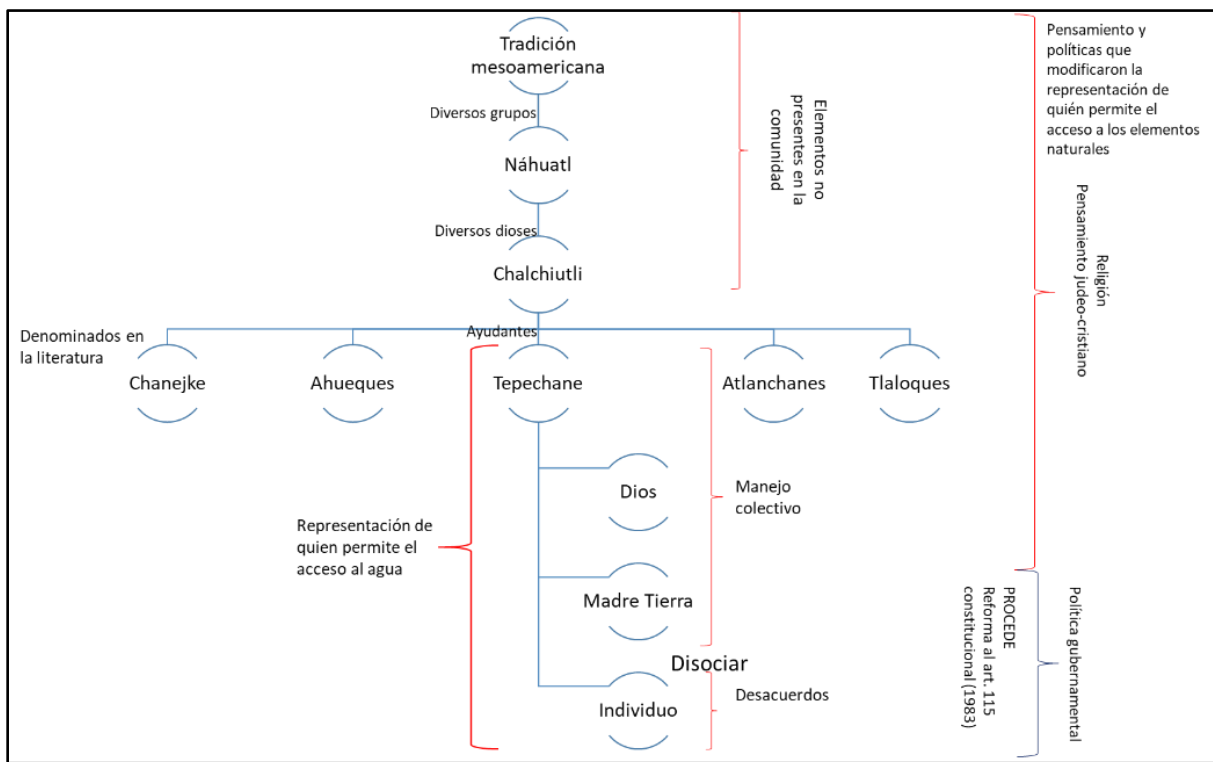 Tradición
mesoamericana
Diversos grupos
Náhuatl
Diversos dioses
Chalchiutli
Ayudantes
Denominados en
la literatura
Chanejke
Ahueques
Tepechane
Atlanchanes
Tlaloques
Dios
Madre Tierra
Disociar
Individuo
Representación de
quien permite el
acceso al agua
Manejo
colectivo
Desacuerdos
Elementos no
presentes en la
comunidad
Pensamiento y
políticas que
modificaron la
representación de
quién permite el
acceso a los elementos
naturales
Religión
Pensamiento judeo-cristiano
Política gubernamental
PROCEDE
Reforma al art. 115
constitucional (1983)